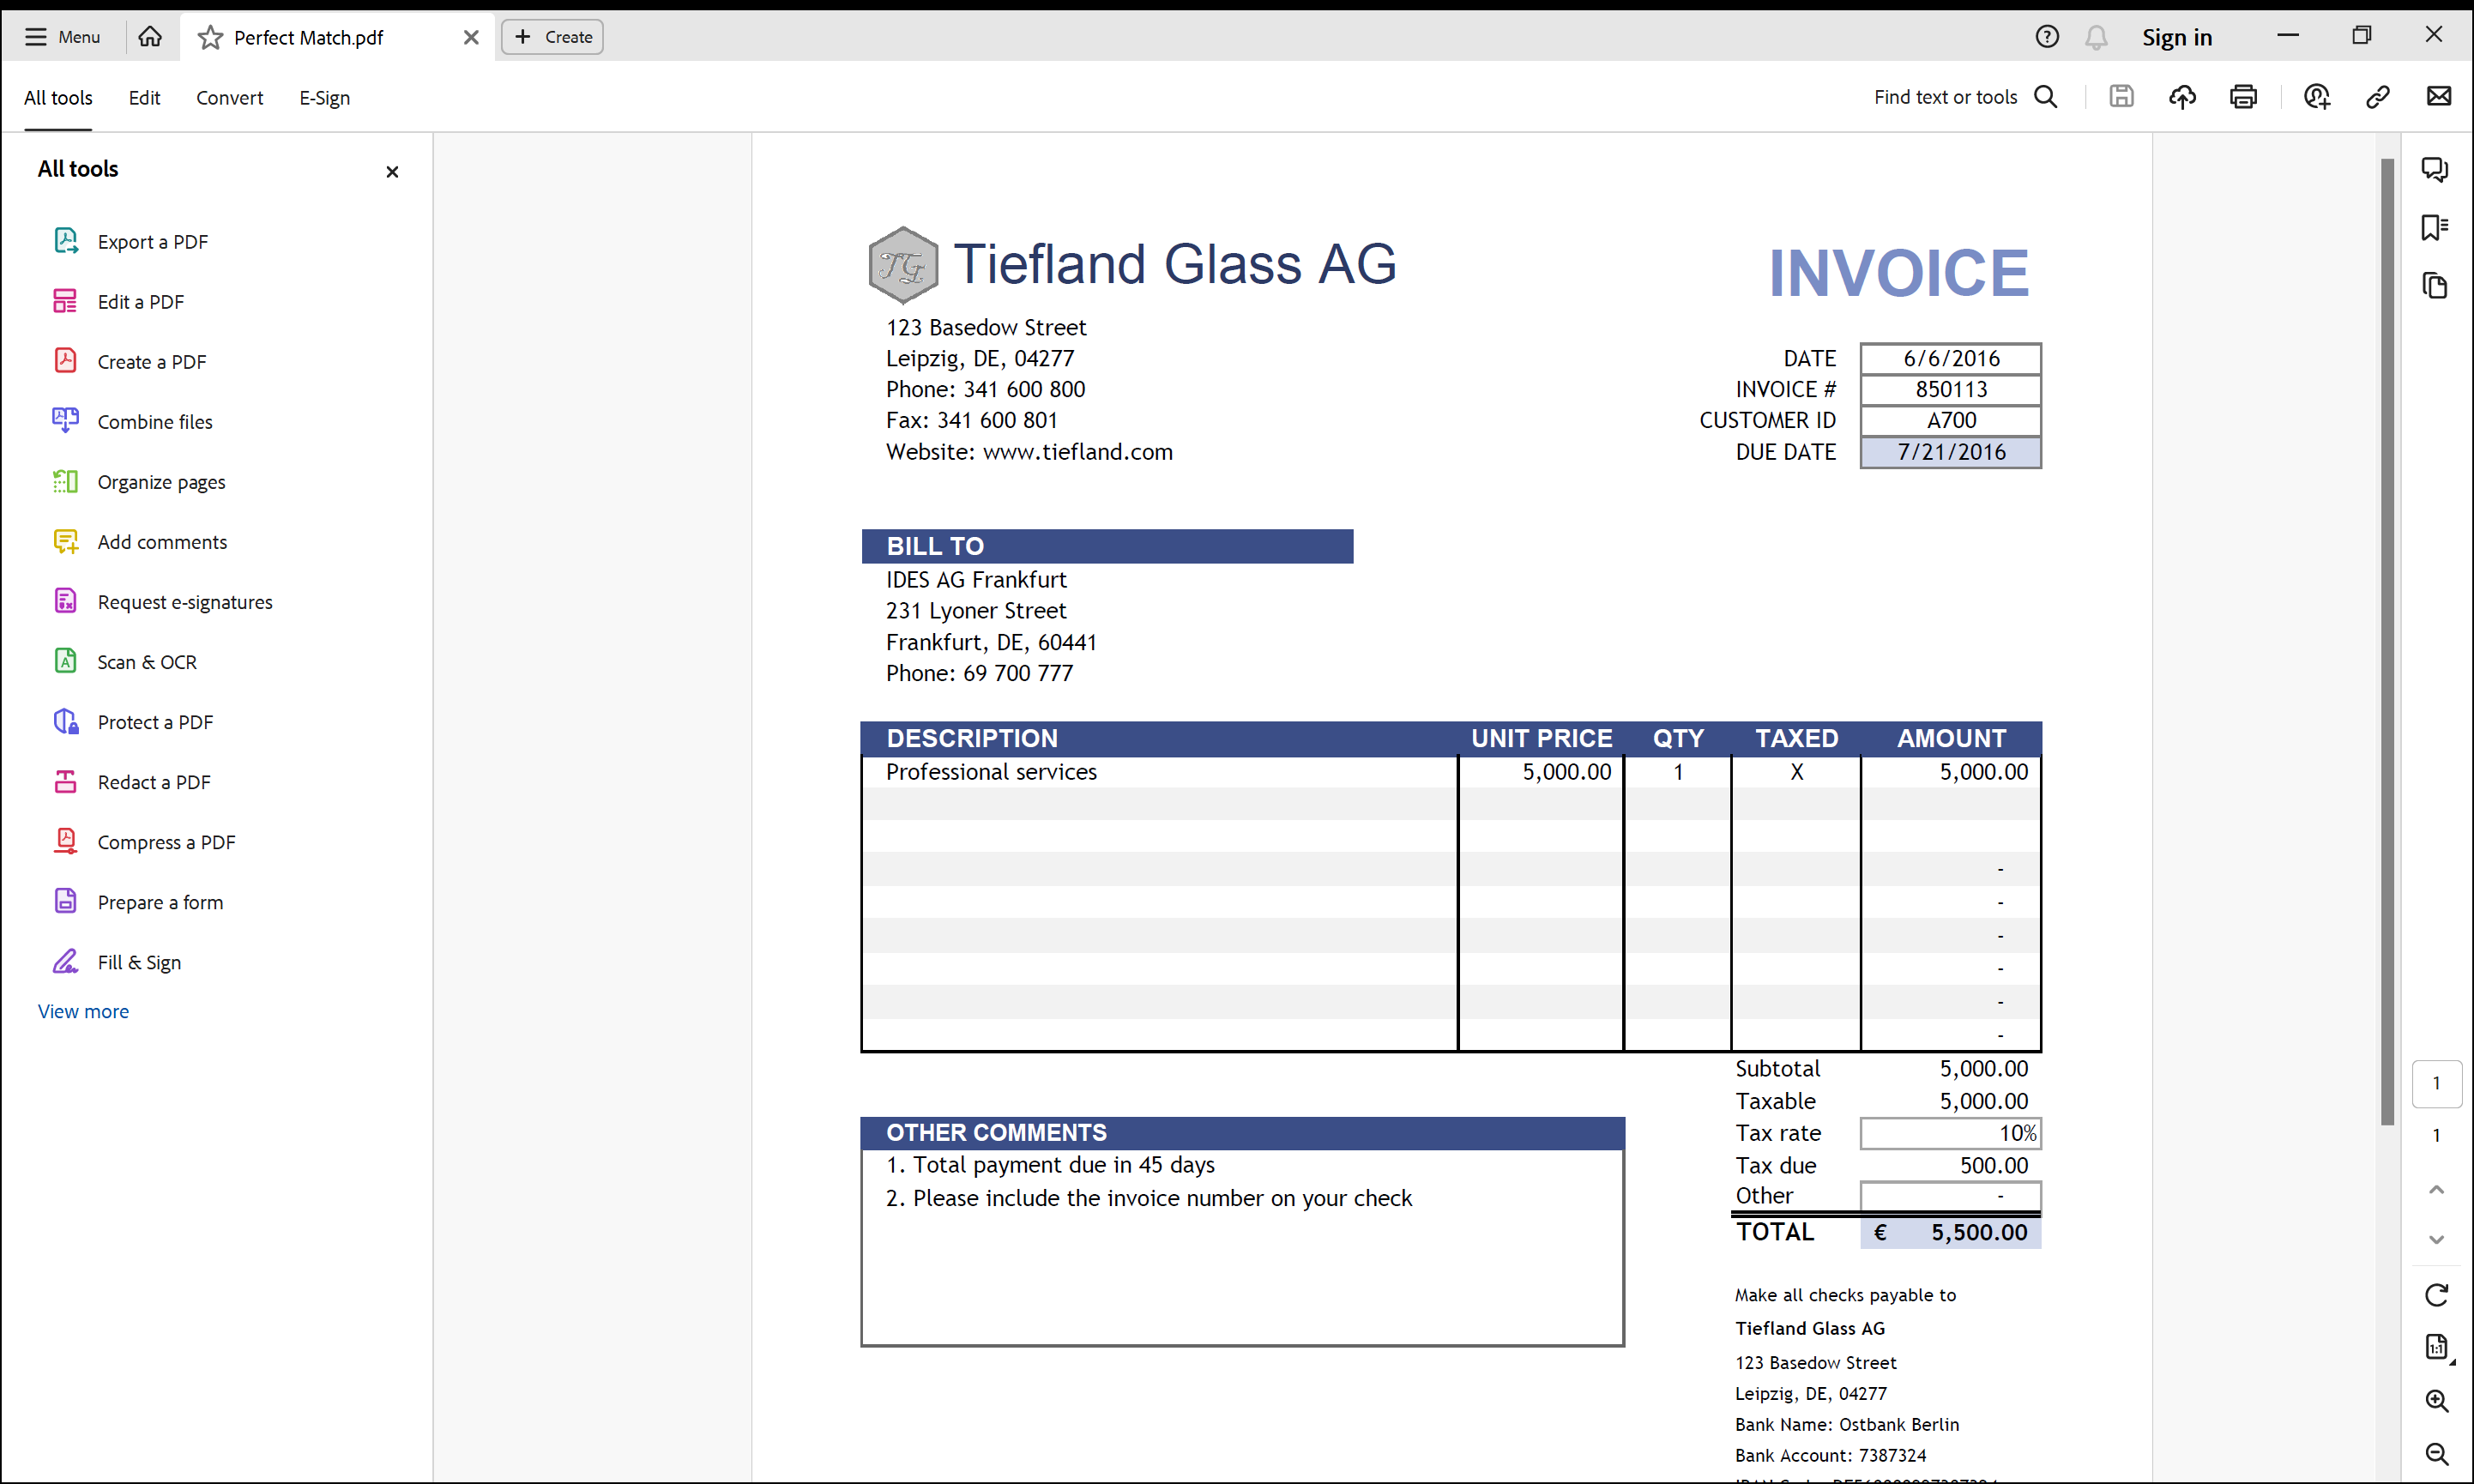 Menu
Perfect Match.pdf
Create
Sign in
All tools
Edit
Convert
E-Sign
Find text or tools
All tools
Export a PDF
Edit a PDF
Create a PDF
Combine files
Organize pages
Add comments
Request e-signatures
Scan & OCR
Protect a PDF
Redact a PDF
Compress a PDF
Prepare a form
Fill & Sign
View more
TG Tiefland Glass AG
INVOICE
123 Basedow Street
Leipzig, DE, 04277
Phone: 341 600 800
Fax: 341 600 801
Website: www.tiefland.com
DATE 6/6/2016
INVOICE # 850113
CUSTOMER ID A700
DUE DATE 7/21/2016
BILL TO
IDES AG Frankfurt
231 Lyoner Street
Frankfurt, DE, 60441
Phone: 69 700 777
DESCRIPTION UNIT PRICE QTY TAXED AMOUNT
Professional services 5,000.00 1 X 5,000.00
-
-
-
-
-
-
Subtotal 5,000.00
Taxable 5,000.00
Tax rate 10%
Tax due 500.00
Other -
TOTAL € 5,500.00
OTHER COMMENTS
1. Total payment due in 45 days
2. Please include the invoice number on your check
Make all checks payable to
Tiefland Glass AG
123 Basedow Street
Leipzig, DE, 04277
Bank Name: Ostbank Berlin
Bank Account: 7387324
1
1
1:1